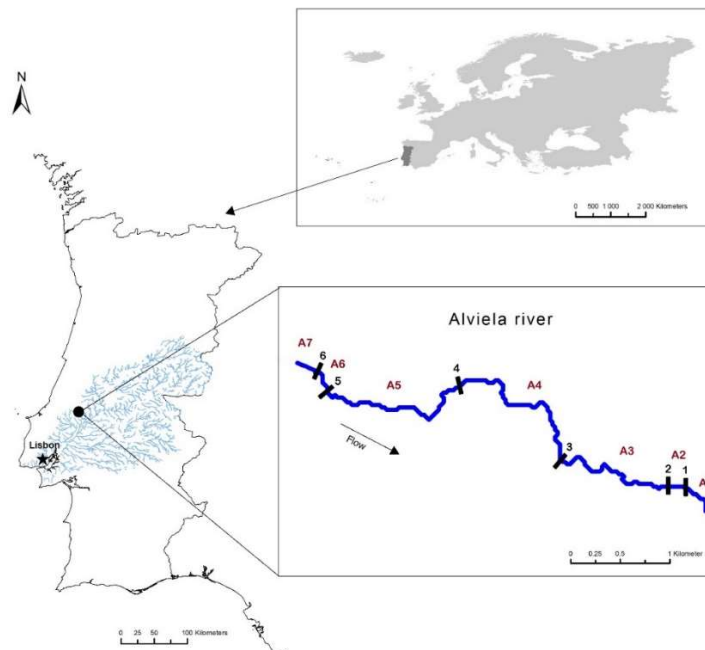 N
0 500 1 000 2 000 Kilometers
Alviela river
A7
6
A6
5
A5
4
A4
Flow
3
A3
A2
2
1
Lisbon
0 0.25 0.5 1 Kilometer
0 25 50 100 Kilometers